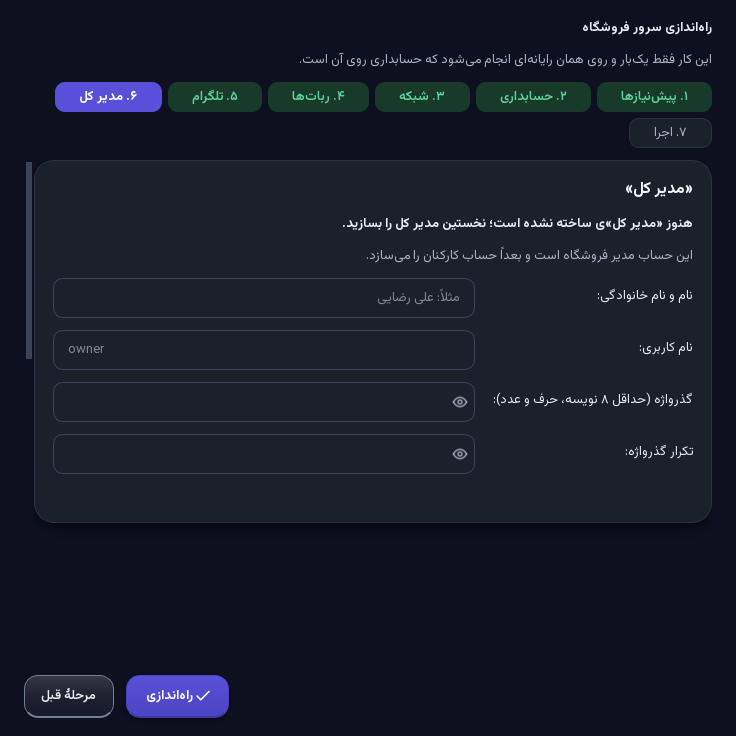 راه‌اندازی سرور فروشگاه
این کار فقط یک‌بار و روی همان رایانه‌ای انجام می‌شود که حسابداری روی آن است.
۱. پیش‌نیازها
۲. حسابداری
۳. شبکه
۴. ربات‌ها
۵. تلگرام
۶. مدیر کل
۷. اجرا
«مدیر کل»
هنوز «مدیر کل»ی ساخته نشده است؛ نخستین مدیر کل را بسازید.
این حساب مدیر فروشگاه است و بعداً حساب کارکنان را می‌سازد.
نام و نام خانوادگی:
مثلاً: علی رضایی
نام کاربری:
owner
گذرواژه (حداقل ۸ نویسه، حرف و عدد):
تکرار گذرواژه:
راه‌اندازی
مرحلهٔ قبل